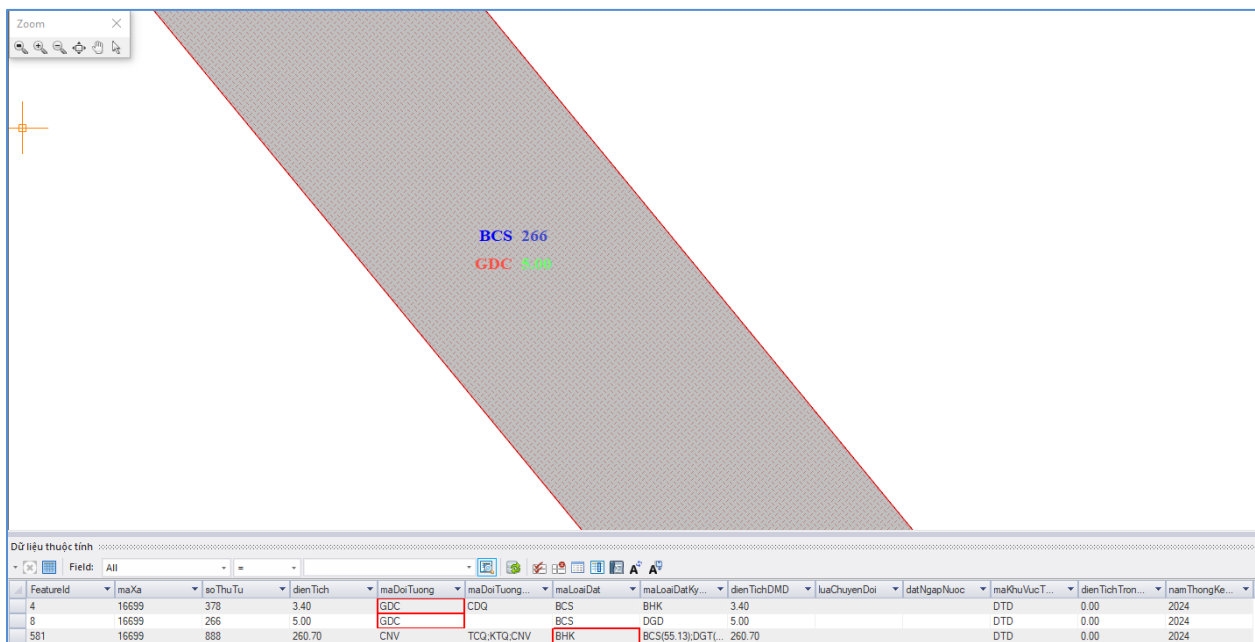 Zoom
BCS 266
GDC 5.00
Dữ liệu thuộc tính
Field: All =
FeatureId maXa soThuTu dienTich maDoiTuong maDoiTuong... maLoaiDat maLoaiDatKy... dienTichDMD luaChuyenDoi datNgapNuoc maKhuVucT... dienTichTron... namThongKe...
4 16699 378 3.40 GDC CDQ BCS BHK 3.40 DTD 0.00 2024
8 16699 266 5.00 GDC BCS DGD 5.00 DTD 0.00 2024
581 16699 888 260.70 CNV TCQ;KTQ;CNV BHK BCS(55.13);DGT(... 260.70 DTD 0.00 2024